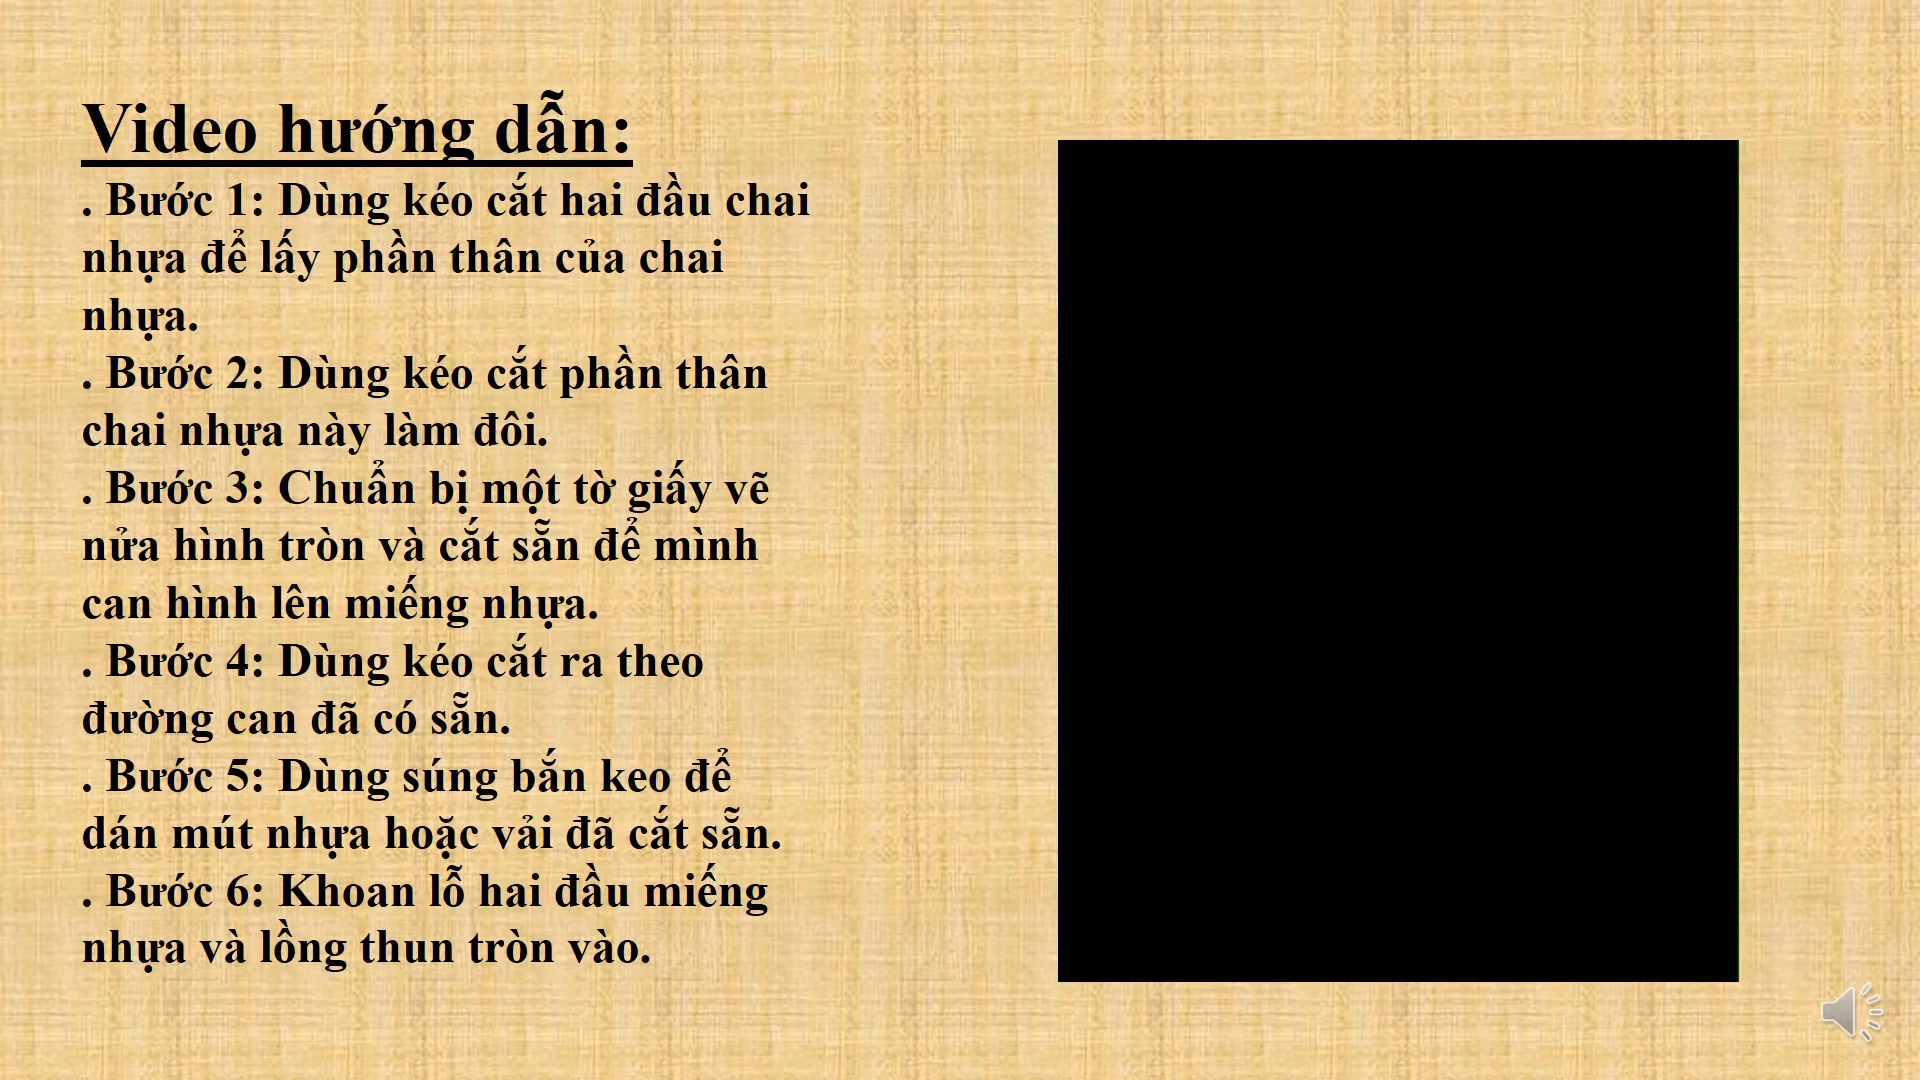 Video hướng dẫn:
. Bước 1: Dùng kéo cắt hai đầu chai
nhựa để lấy phần thân của chai
nhựa.
. Bước 2: Dùng kéo cắt phần thân
chai nhựa này làm đôi.
. Bước 3: Chuẩn bị một tờ giấy vẽ
nửa hình tròn và cắt sẵn để mình
can hình lên miếng nhựa.
. Bước 4: Dùng kéo cắt ra theo
đường can đã có sẵn.
. Bước 5: Dùng súng bắn keo để
dán mút nhựa hoặc vải đã cắt sẵn.
. Bước 6: Khoan lỗ hai đầu miếng
nhựa và lồng thun tròn vào.